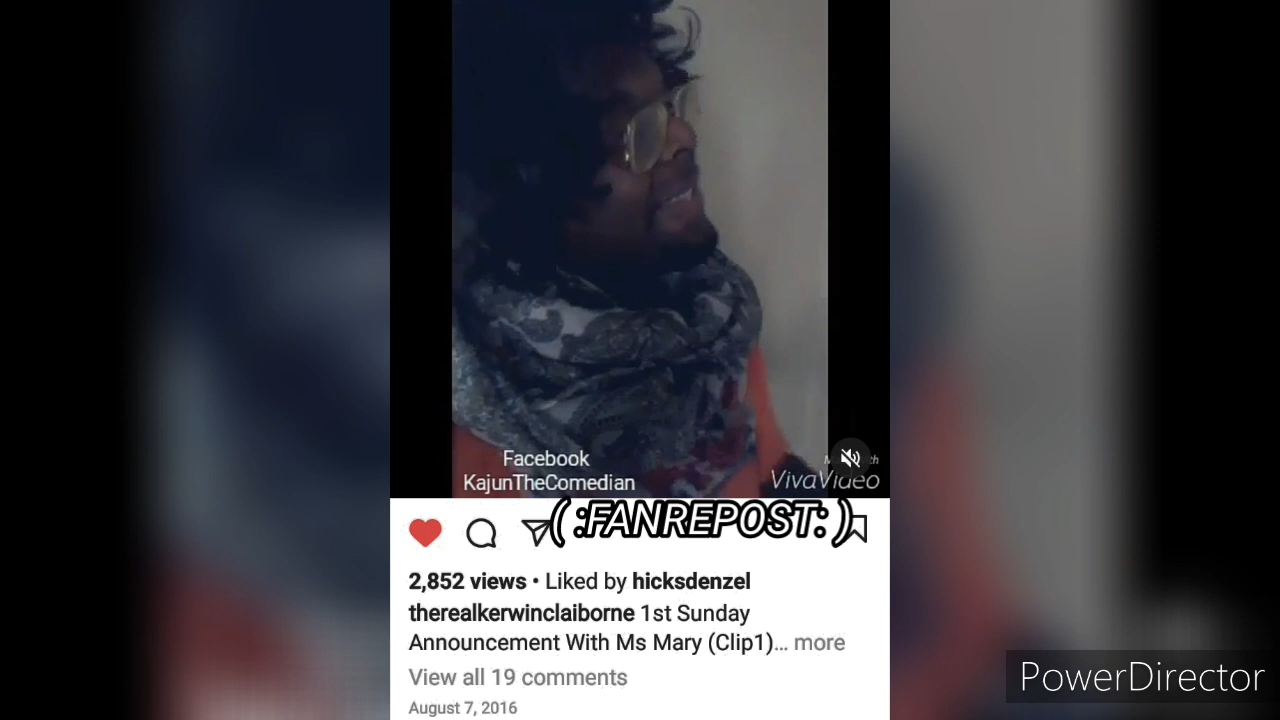 Facebook
KajunTheComedian
VivaVideo
( :FANREPOST: )
2,852 views • Liked by hicksdenzel
therealkerwinclaiborne 1st Sunday
Announcement With Ms Mary (Clip1)... more
View all 19 comments
August 7, 2016
PowerDirector